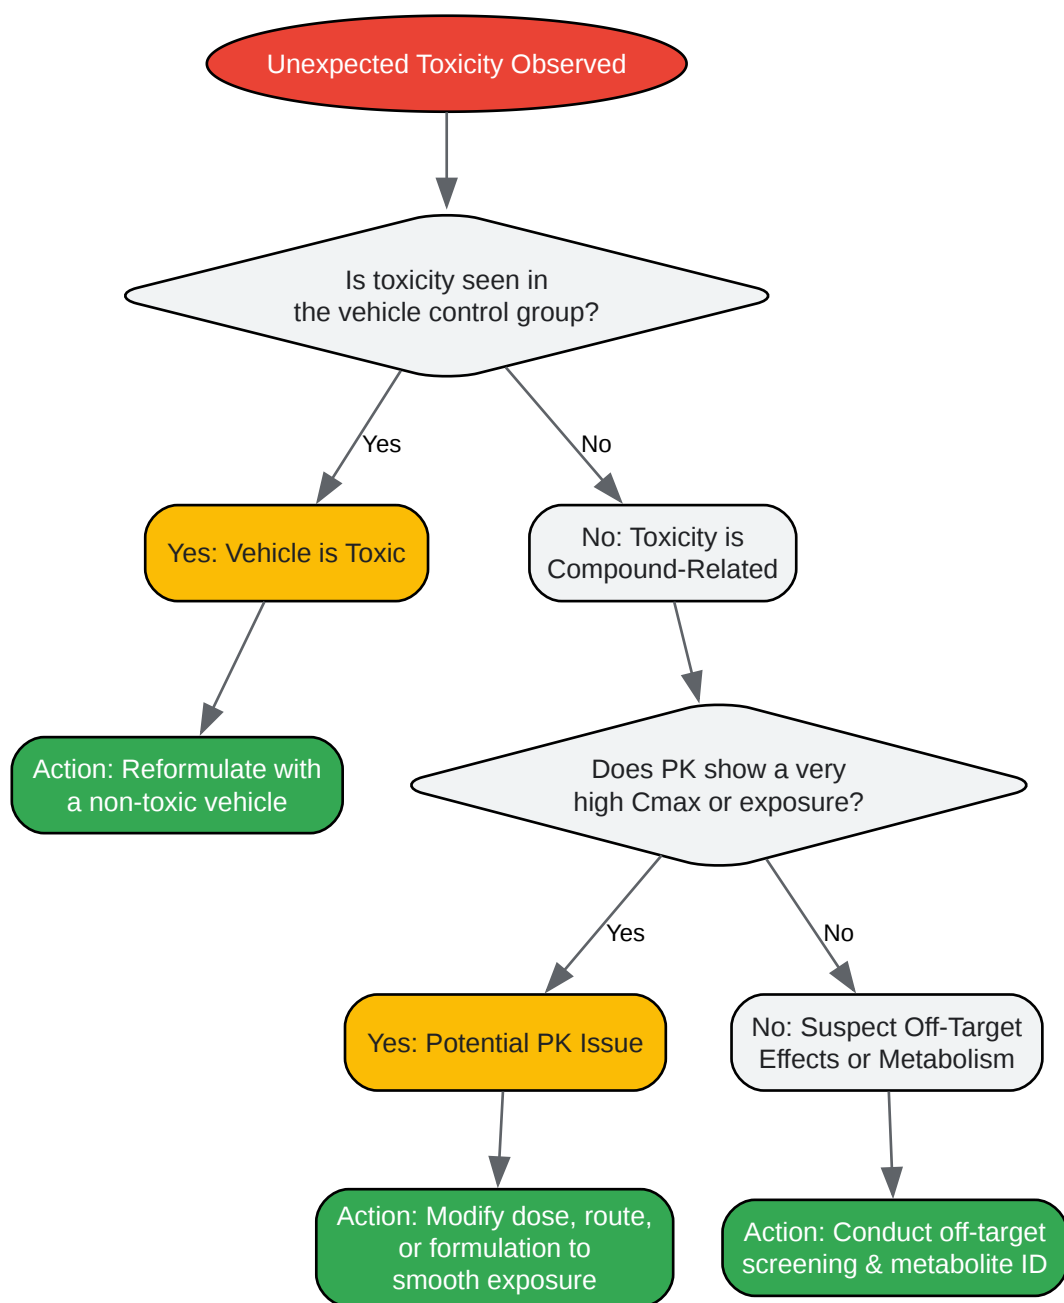 Unexpected Toxicity Observed
Is toxicity seen in
the vehicle control group?
Yes
No
Yes: Vehicle is Toxic
No: Toxicity is
Compound-Related
Action: Reformulate with
a non-toxic vehicle
Does PK show a very
high Cmax or exposure?
Yes
No
Yes: Potential PK Issue
No: Suspect Off-Target
Effects or Metabolism
Action: Modify dose, route,
or formulation to
smooth exposure
Action: Conduct off-target
screening & metabolite ID